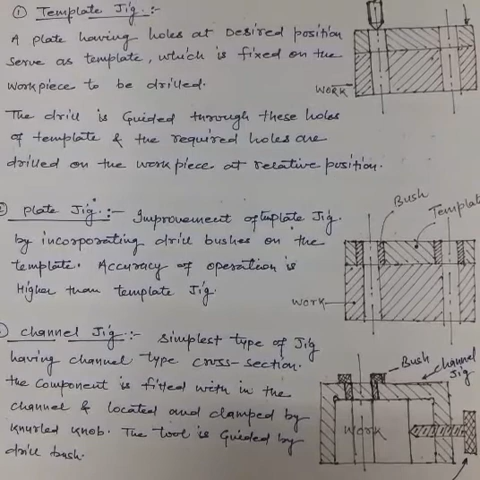 ① Template Jig :-
A plate having holes at Desired position
serve as template, which is fixed on the
workpiece to be drilled.
WORK
The drill is Guided through these holes
of template & the required holes are
drilled on the workpiece at relative position.
Plate Jig :- Improvement of template Jig.
by incorporating drill bushes on the
template. Accuracy of operation is
Higher than template Jig.
Bush
Templat
WORK
channel Jig :- simplest type of Jig
having channel type cross-section.
the component is fitted with in the
channel & located and clamped by
knurled knob. The tool is Guided by
drill bush.
Bush
channel
Jig
WORK